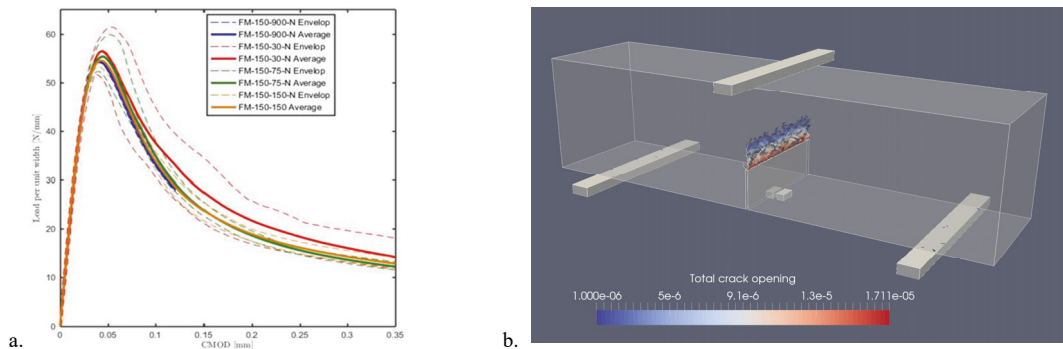 FM-150-900-N Envelop
FM-150-900-N Average
FM-150-30-N Envelop
FM-150-30-N Average
FM-150-75-N Envelop
FM-150-75-N Average
FM-150-150-N Envelop
FM-150-150 Average
70
60
50
40
30
20
10
0
Load per unit width [N/mm]
0 0.05 0.1 0.15 0.2 0.25 0.3 0.35
CMOD [mm]
a.
Total crack opening
1.000e-06 5e-6 9.1e-6 1.3e-5 1.711e-05
b.